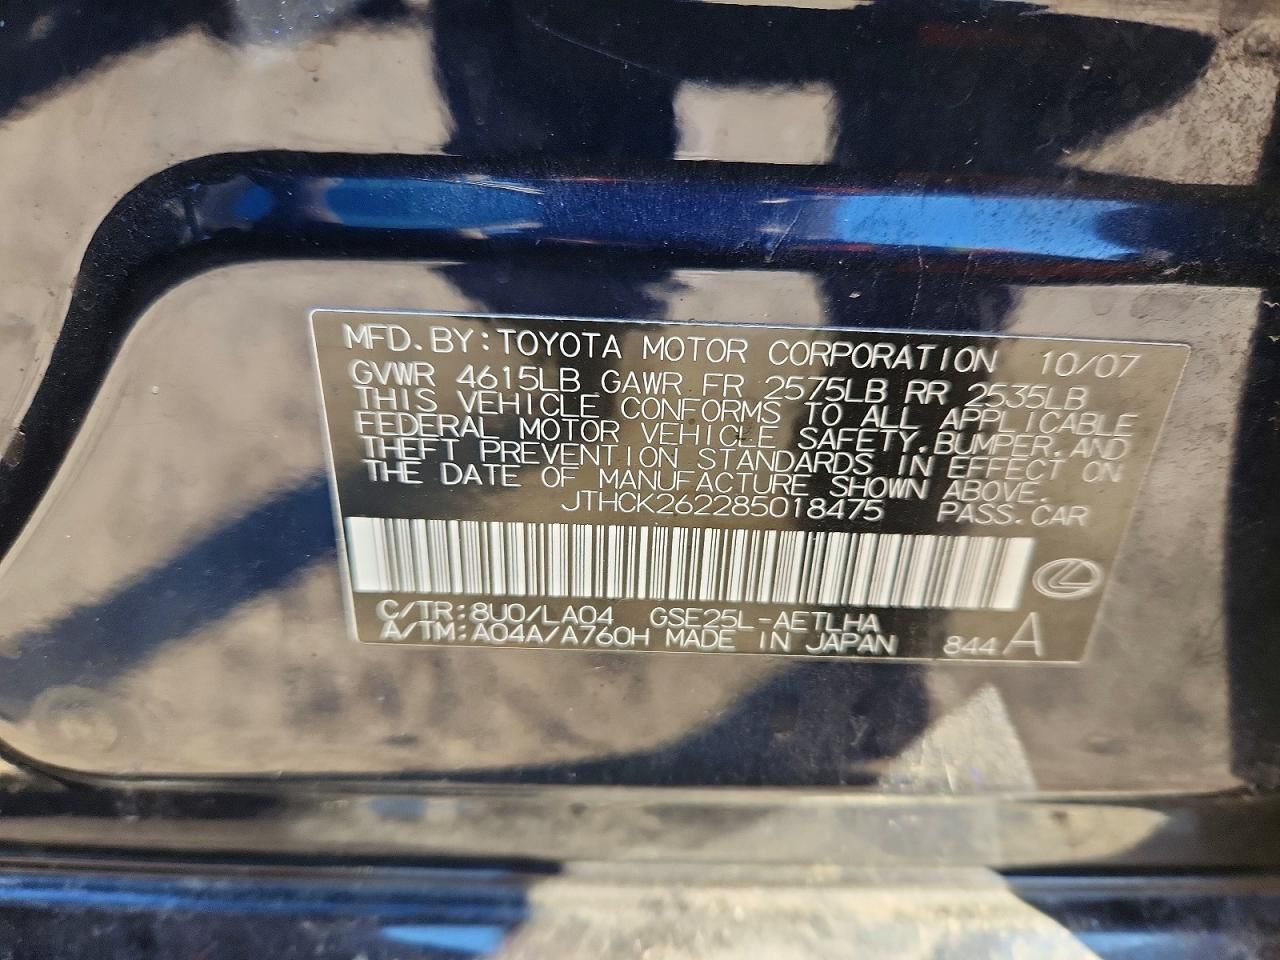 MFD. BY: TOYOTA MOTOR CORPORATION 10/07
GVWR 4615LB GAWR FR 2575LB RR 2535LB
THIS VEHICLE CONFORMS TO ALL APPLICABLE
FEDERAL MOTOR VEHICLE SAFETY, BUMPER, AND
THEFT PREVENTION STANDARDS IN EFFECT ON
THE DATE OF MANUFACTURE SHOWN ABOVE.
JTHCK262285018475 PASS. CAR
C/TR: 8U0/LA04 GSE25L-AETLHA
A/TM: A04A/A760H MADE IN JAPAN 844 A